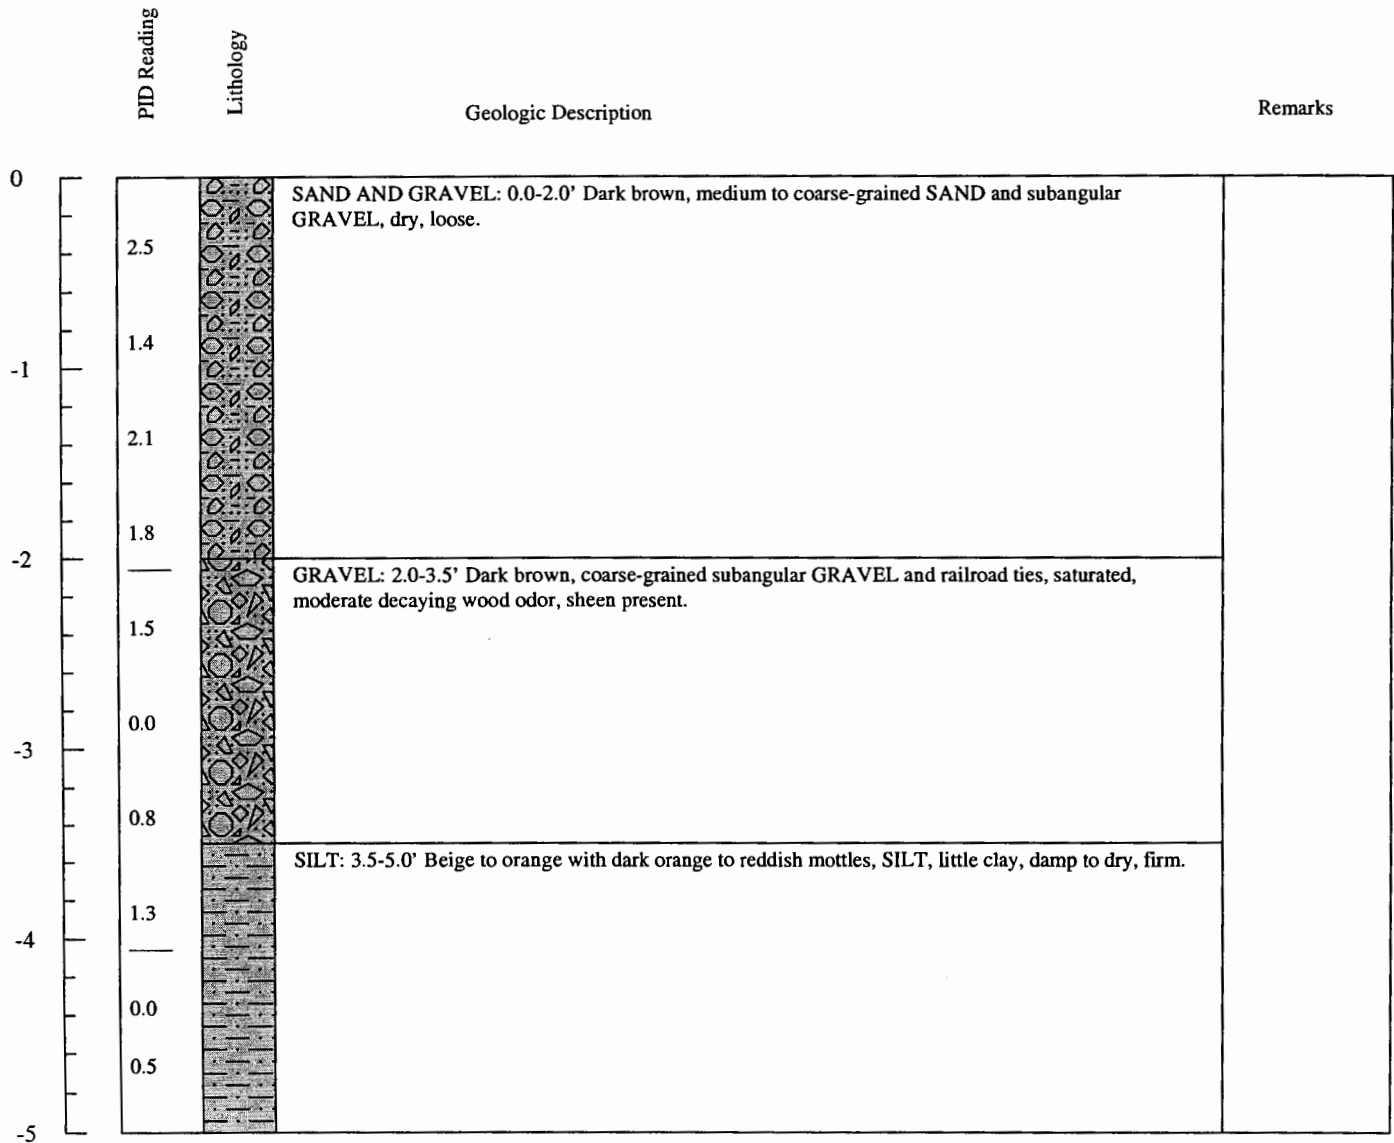 PID Reading
Lithology
Geologic Description
Remarks
0
SAND AND GRAVEL: 0.0-2.0' Dark brown, medium to coarse-grained SAND and subangular
GRAVEL, dry, loose.
2.5
1.4
-1
2.1
1.8
-2
GRAVEL: 2.0-3.5' Dark brown, coarse-grained subangular GRAVEL and railroad ties, saturated,
moderate decaying wood odor, sheen present.
1.5
0.0
-3
0.8
SILT: 3.5-5.0' Beige to orange with dark orange to reddish mottles, SILT, little clay, damp to dry, firm.
1.3
-4
0.0
0.5
-5